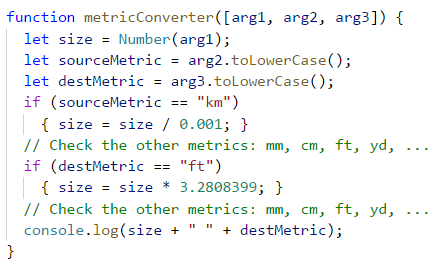 function metricConverter([arg1, arg2, arg3]) {
  let size = Number(arg1);
  let sourceMetric = arg2.toLowerCase();
  let destMetric = arg3.toLowerCase();
  if (sourceMetric == "km")
    { size = size / 0.001; }
  // Check the other metrics: mm, cm, ft, yd, ...
  if (destMetric == "ft")
    { size = size * 3.2808399; }
  // Check the other metrics: mm, cm, ft, yd, ...
  console.log(size + " " + destMetric);
}